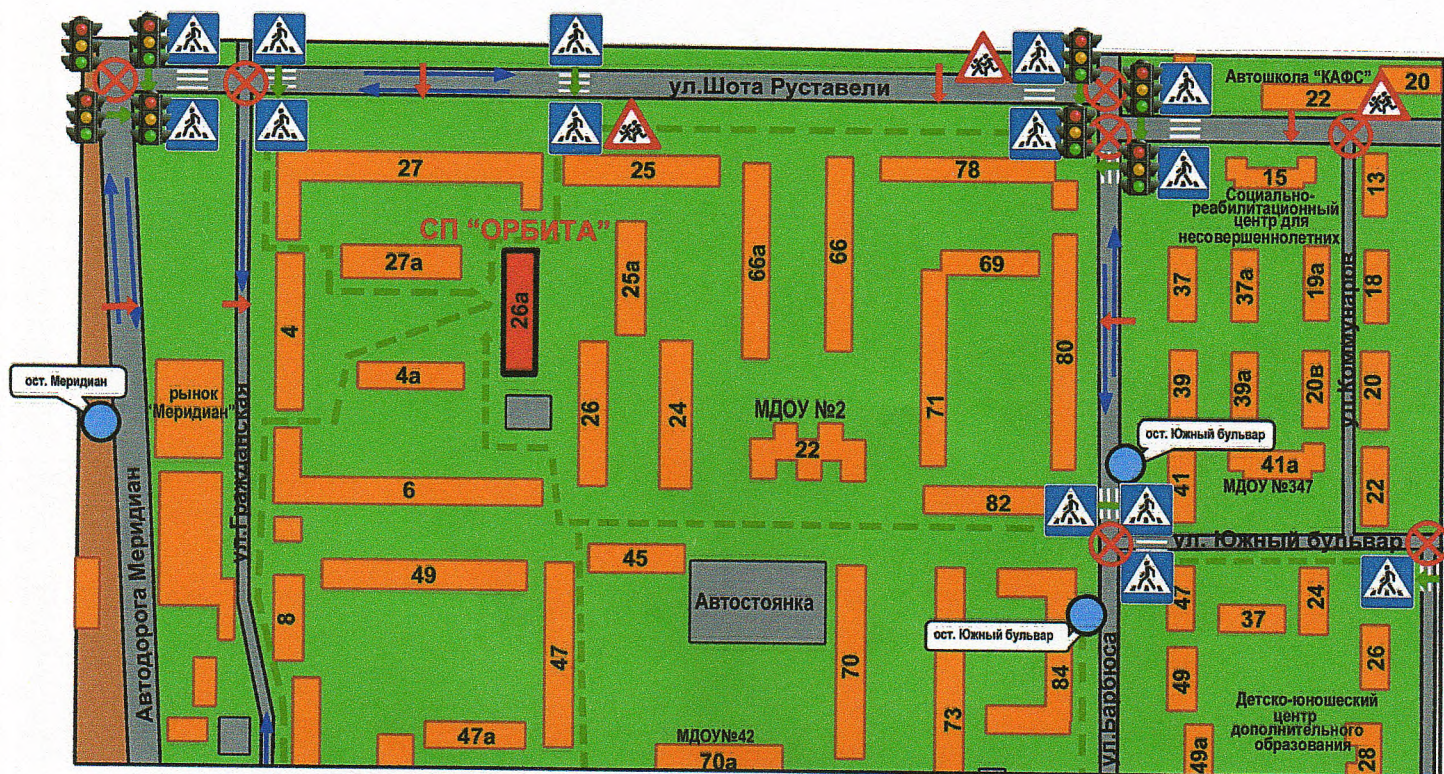 ул.Шота Руставели
Автошкола "КАФС"
20
22
27
25
78
15
13
Социально-
реабилитационный
центр для
несовершеннолетних
СП "ОРБИТА"
27а
26а
25а
66а
66
69
4
37
37а
19а
18
ул.Коммунаров
80
71
ост. Меридиан
рынок
"Меридиан"
4а
26
24
МДОУ №2
22
39
39а
20в
20
ост. Южный бульвар
41
41а
МДОУ №347
22
Автодорога Меридиан
ул.Гражданская
6
82
ул. Южный бульвар
49
45
Автостоянка
8
47
70
ост. Южный бульвар
84
73
ул.Барбюса
47
37
24
26
49
Детско-юношеский
центр
дополнительного
образования
47а
МДОУ№42
70а
49а
28